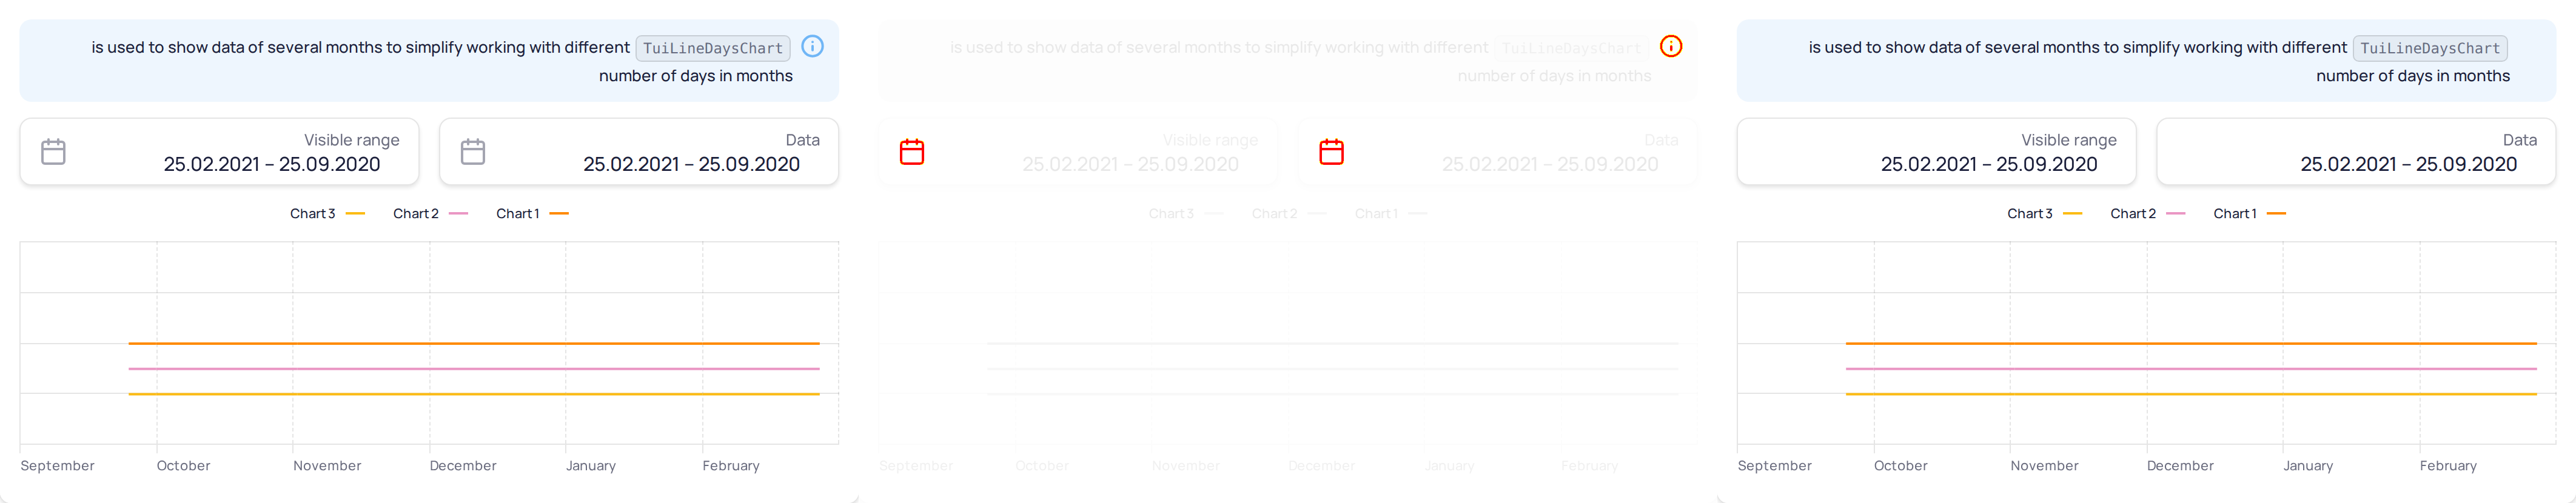 is used to show data of several months to simplify working with different TuiLineDaysChart
number of days in months
Visible range
25.02.2021 – 25.09.2020
Data
25.02.2021 – 25.09.2020
Chart 3 Chart 2 Chart 1
September October November December January February
is used to show data of several months to simplify working with different TuiLineDaysChart
number of days in months
Visible range
25.02.2021 – 25.09.2020
Data
25.02.2021 – 25.09.2020
Chart 3 Chart 2 Chart 1
September October November December January February
is used to show data of several months to simplify working with different TuiLineDaysChart
number of days in months
Visible range
25.02.2021 – 25.09.2020
Data
25.02.2021 – 25.09.2020
Chart 3 Chart 2 Chart 1
September October November December January February